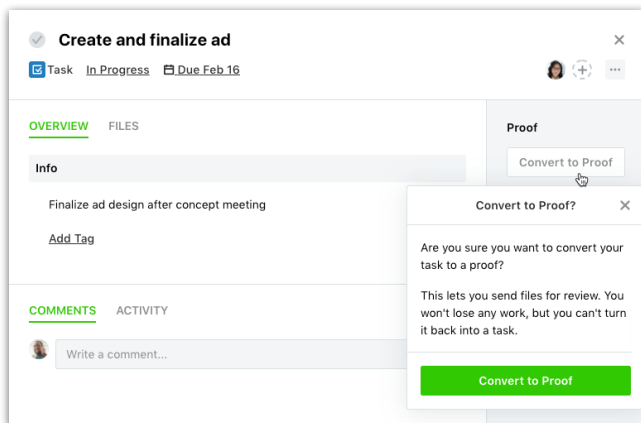 Create and finalize ad
Task In Progress Due Feb 16
OVERVIEW FILES
Info
Finalize ad design after concept meeting
Add Tag
COMMENTS ACTIVITY
Write a comment...
Proof
Convert to Proof
Convert to Proof?
Are you sure you want to convert your
task to a proof?
This lets you send files for review. You
won't lose any work, but you can't turn
it back into a task.
Convert to Proof